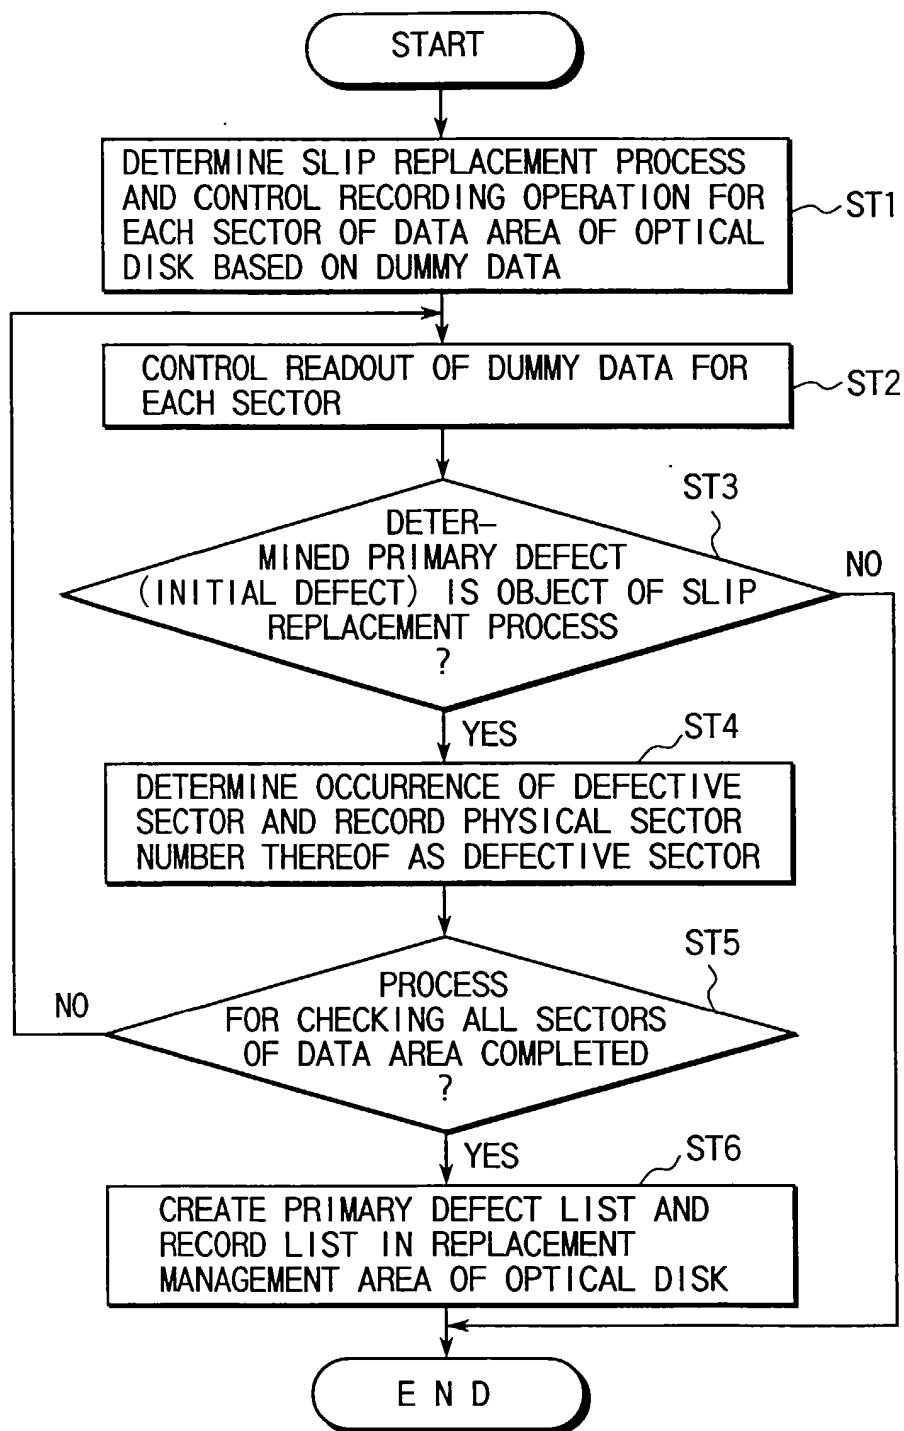 START
DETERMINE SLIP REPLACEMENT PROCESS
AND CONTROL RECORDING OPERATION FOR
EACH SECTOR OF DATA AREA OF OPTICAL
DISK BASED ON DUMMY DATA
ST1
CONTROL READOUT OF DUMMY DATA FOR
EACH SECTOR
ST2
ST3
DETER-
MINED PRIMARY DEFECT
(INITIAL DEFECT) IS OBJECT OF SLIP
REPLACEMENT PROCESS
?
NO
YES
ST4
DETERMINE OCCURRENCE OF DEFECTIVE
SECTOR AND RECORD PHYSICAL SECTOR
NUMBER THEREOF AS DEFECTIVE SECTOR
ST5
PROCESS
FOR CHECKING ALL SECTORS
OF DATA AREA COMPLETED
?
NO
YES
ST6
CREATE PRIMARY DEFECT LIST AND
RECORD LIST IN REPLACEMENT
MANAGEMENT AREA OF OPTICAL DISK
END